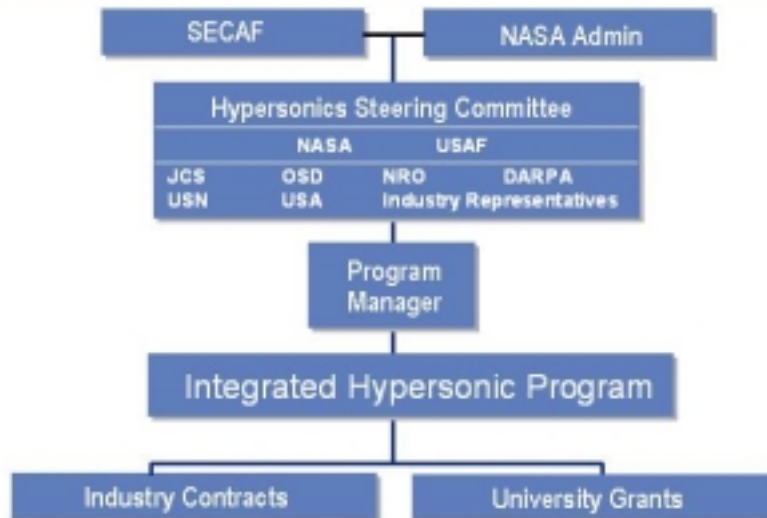 SECAF
NASA Admin
Hypersonics Steering Committee
NASA USAF
JCS OSD NRO DARPA
USN USA Industry Representatives
Program
Manager
Integrated Hypersonic Program
Industry Contracts
University Grants